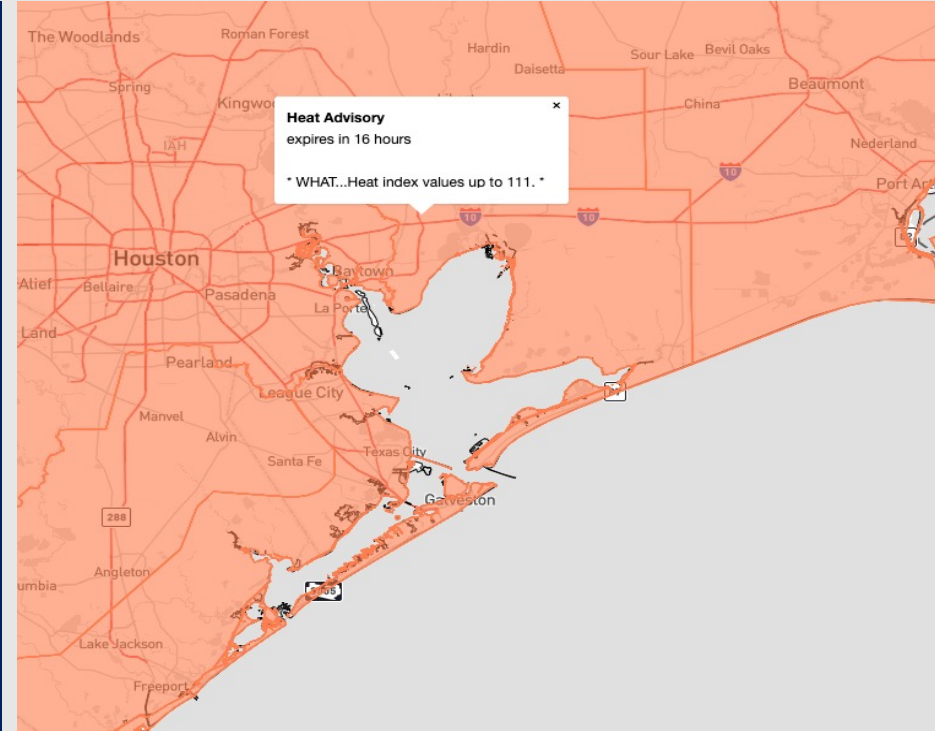 The Woodlands
Roman Forest
Hardin
Sour Lake
Bevil Oaks
Daisetta
Spring
Beaumont
Kingwoo
China
Heat Advisory
×
expires in 16 hours
* WHAT...Heat index values up to 111. *
IAH
Nederland
10
Port Ar
10
10
Houston
Baytown
Alief
Bellaire
Pasadena
La Porte
Land
Pearland
League City
Manvel
Alvin
Texas City
Santa Fe
Galveston
288
Angleton
umbia
Lake Jackson
Freeport